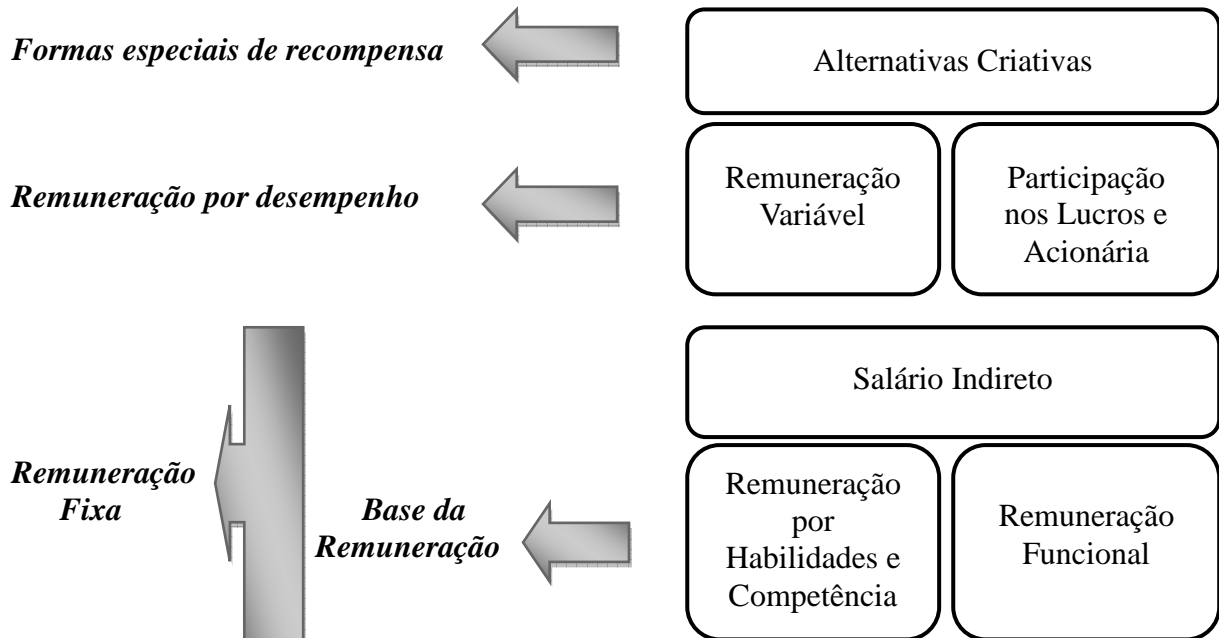 Formas especiais de recompensa
Alternativas Criativas
Remuneração por desempenho
Remuneração
Variável
Participação
nos Lucros e
Acionária
Salário Indireto
Remuneração
Fixa
Base da
Remuneração
Remuneração
por
Habilidades e
Competência
Remuneração
Funcional